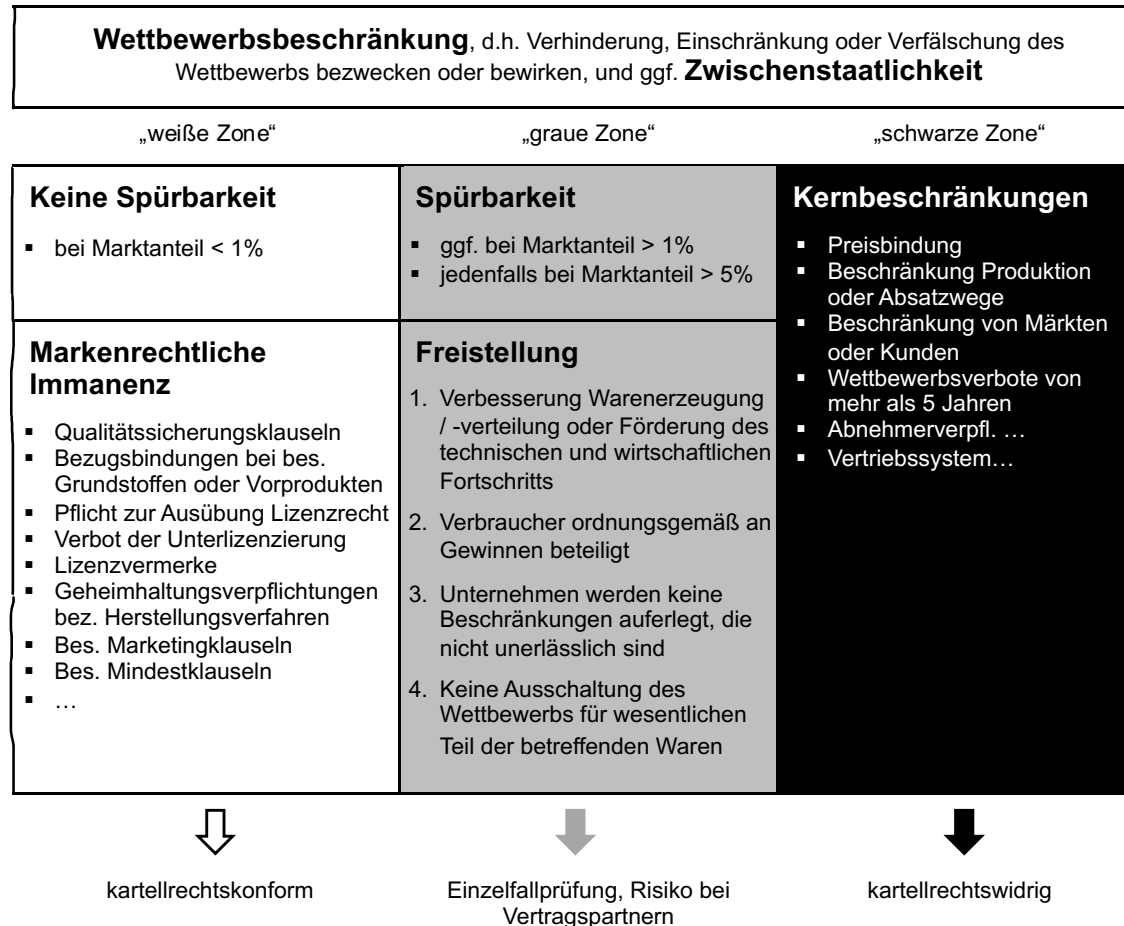 Wettbewerbsbeschränkung, d.h. Verhinderung, Einschränkung oder Verfälschung des
Wettbewerbs bezwecken oder bewirken, und ggf. Zwischenstaatlichkeit
„weiße Zone“
„graue Zone“
„schwarze Zone“
Keine Spürbarkeit
▪ bei Marktanteil < 1%
Spürbarkeit
▪ ggf. bei Marktanteil > 1%
▪ jedenfalls bei Marktanteil > 5%
Kernbeschränkungen
▪ Preisbindung
▪ Beschränkung Produktion
oder Absatzwege
▪ Beschränkung von Märkten
oder Kunden
▪ Wettbewerbsverbote von
mehr als 5 Jahren
▪ Abnehmerverpfl. …
▪ Vertriebssystem…
Markenrechtliche
Immanenz
▪ Qualitätssicherungsklauseln
▪ Bezugsbindungen bei bes.
Grundstoffen oder Vorprodukten
▪ Pflicht zur Ausübung Lizenzrecht
▪ Verbot der Unterlizenzierung
▪ Lizenzvermerke
▪ Geheimhaltungsverpflichtungen
bez. Herstellungsverfahren
▪ Bes. Marketingklauseln
▪ Bes. Mindestklauseln
▪ …
Freistellung
1. Verbesserung Warenerzeugung
/ -verteilung oder Förderung des
technischen und wirtschaftlichen
Fortschritts
2. Verbraucher ordnungsgemäß an
Gewinnen beteiligt
3. Unternehmen werden keine
Beschränkungen auferlegt, die
nicht unerlässlich sind
4. Keine Ausschaltung des
Wettbewerbs für wesentlichen
Teil der betreffenden Waren
kartellrechtskonform
Einzelfallprüfung, Risiko bei
Vertragspartnern
kartellrechtswidrig